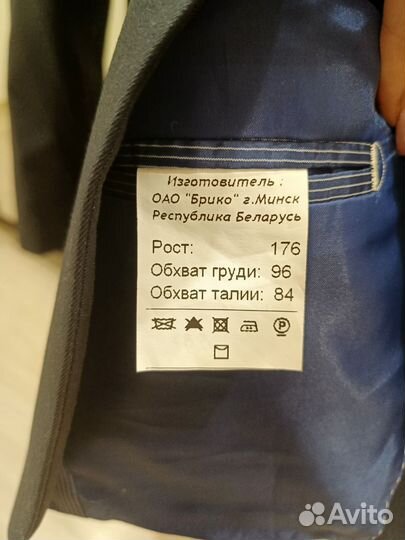 Изготовитель :
ОАО "Брико" г.Минск
Республика Беларусь
Рост: 176
Обхват груди: 96
Обхват талии: 84
P
Avito